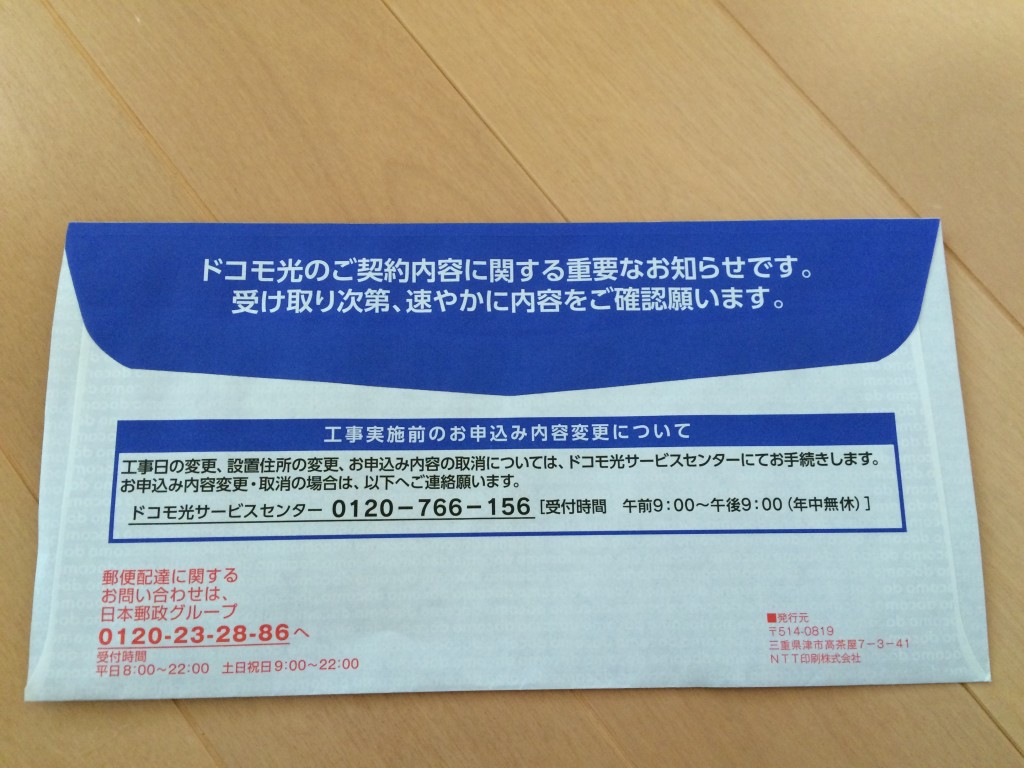 ドコモ光のご契約内容に関する重要なお知らせです。
受け取り次第、速やかに内容をご確認願います。
工事実施前のお申込み内容変更について
工事日の変更、設置住所の変更、お申込み内容の取消については、ドコモ光サービスセンターにてお手続きします。
お申込み内容変更・取消の場合は、以下へご連絡願います。
ドコモ光サービスセンター 0120-766-156 [受付時間 午前9:00～午後9:00(年中無休)]
郵便配達に関する
お問い合わせは、
日本郵政グループ
0120-23-28-86へ
受付時間
平日8:00～22:00 土日祝日9:00～22:00
■発行元
〒514-0819
三重県津市高茶屋7-3-41
NTT印刷株式会社